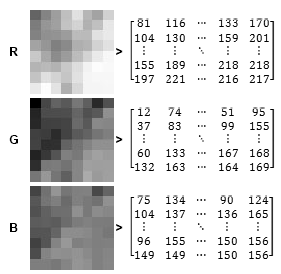 R > 81 116 ⋯ 133 170
104 130 ⋯ 159 201
⋮ ⋮ ⋱ ⋮ ⋮
155 189 ⋯ 218 218
197 221 ⋯ 216 217
G > 12 74 ⋯ 51 95
37 83 ⋯ 99 155
⋮ ⋮ ⋱ ⋮ ⋮
60 133 ⋯ 167 168
132 163 ⋯ 164 169
B > 75 134 ⋯ 90 124
104 137 ⋯ 136 165
⋮ ⋮ ⋱ ⋮ ⋮
96 155 ⋯ 150 156
149 149 ⋯ 150 156